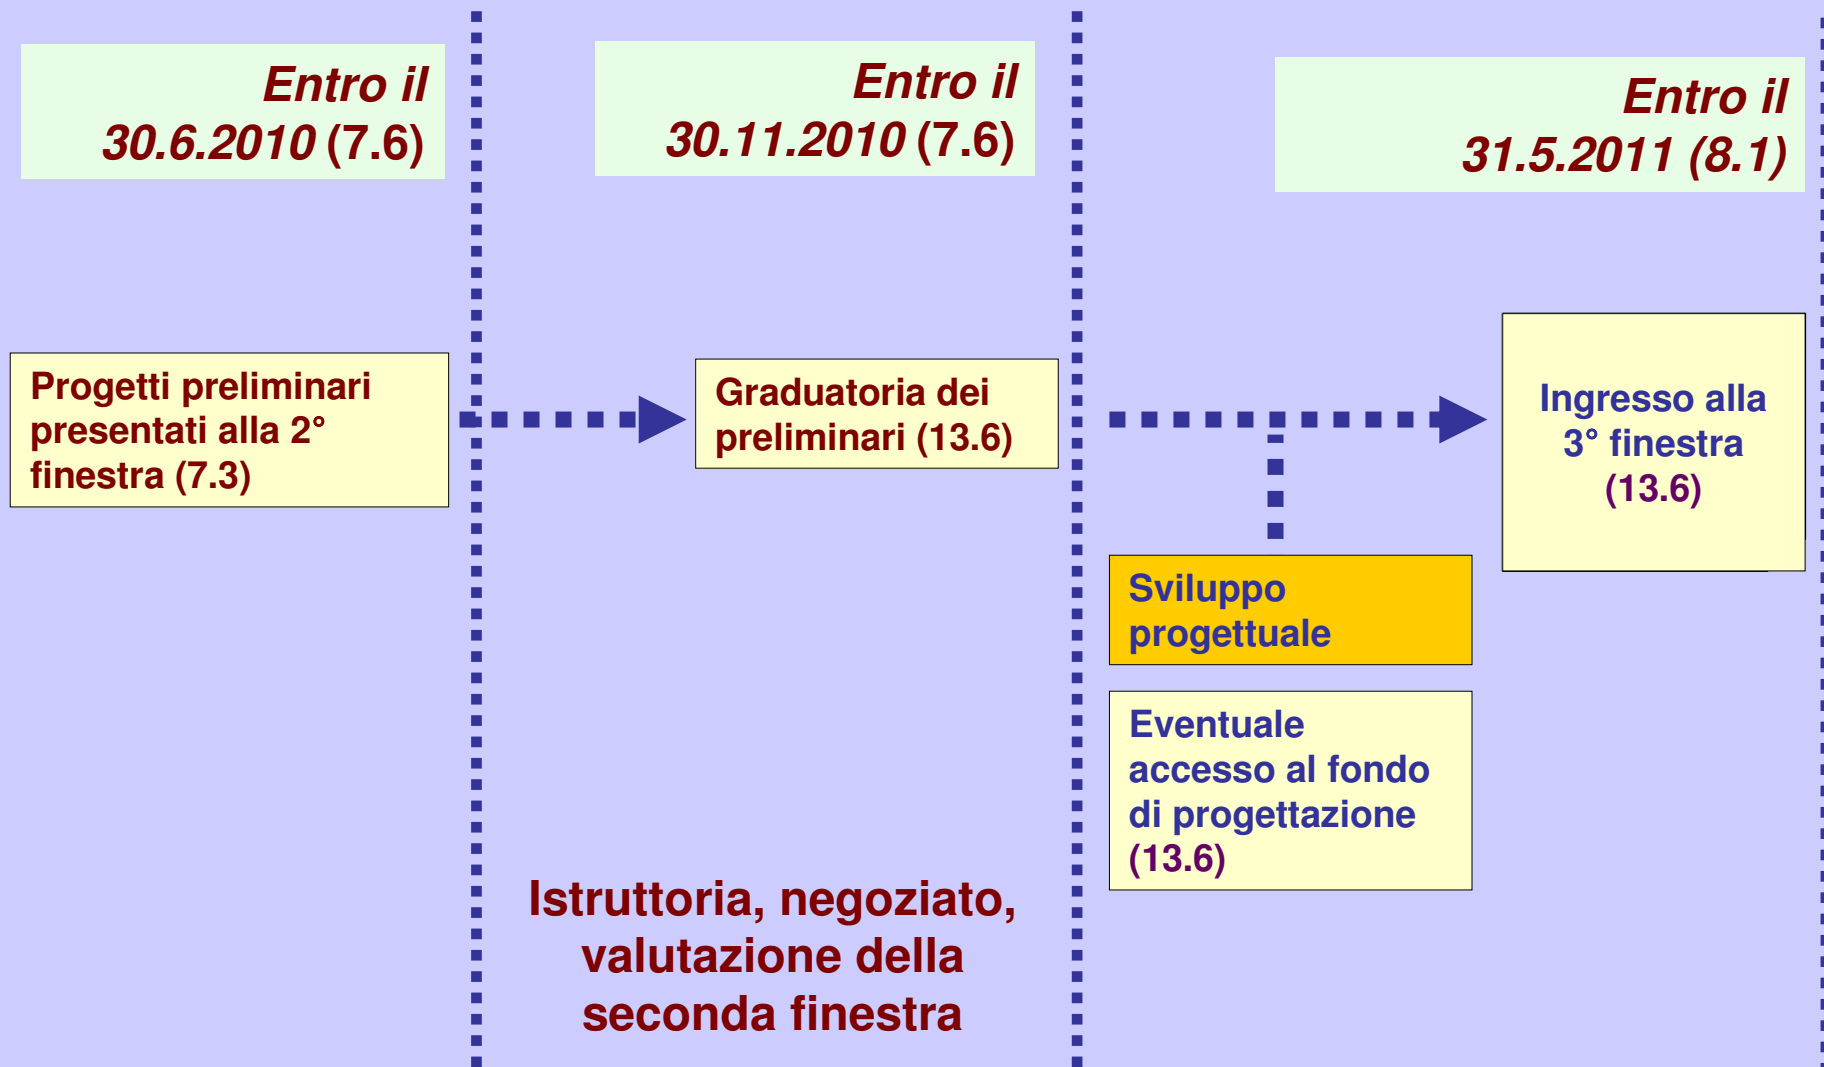 Entro il
30.6.2010 (7.6)
Entro il
30.11.2010 (7.6)
Entro il
31.5.2011 (8.1)
Progetti preliminari
presentati alla 2°
finestra (7.3)
Graduatoria dei
preliminari (13.6)
Ingresso alla
3° finestra
(13.6)
Sviluppo
progettuale
Eventuale
accesso al fondo
di progettazione
(13.6)
Istruttoria, negoziato,
valutazione della
seconda finestra